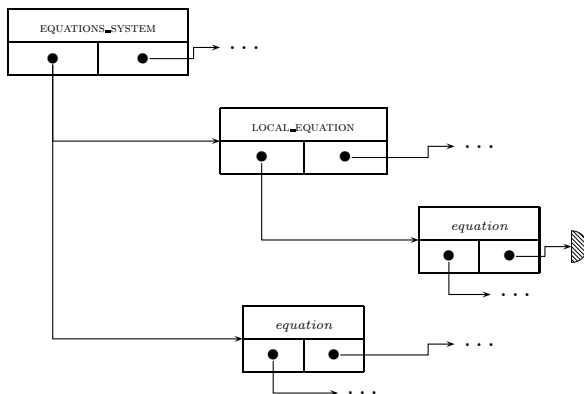 EQUATIONS_SYSTEM
...
LOCAL_EQUATION
...
equation
...
equation
...
...